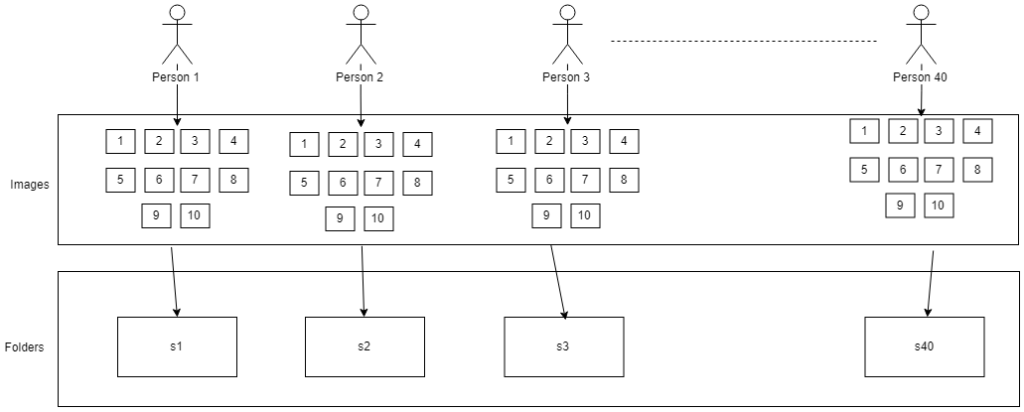 Person 1 Person 2 Person 3 Person 40
Images
1 2 3 4 1 2 3 4 1 2 3 4 1 2 3 4
5 6 7 8 5 6 7 8 5 6 7 8 5 6 7 8
9 10 9 10 9 10 9 10
Folders
s1 s2 s3 s40